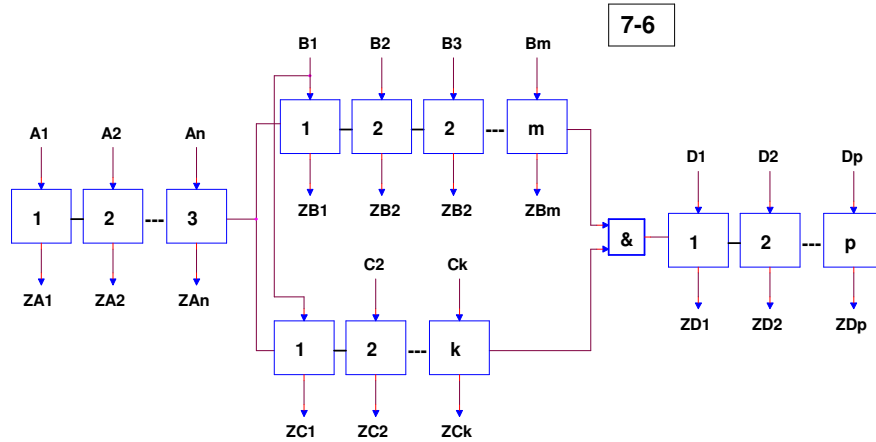 7-6
B1 B2 B3 Bm
1 2 2 --- m
A1 A2 An
D1 D2 Dp
ZB1 ZB2 ZB2 ZBm
1 2 --- 3
& 1 2 --- p
C2 Ck
ZA1 ZA2 ZAn
ZD1 ZD2 ZDp
1 2 --- k
ZC1 ZC2 ZCk